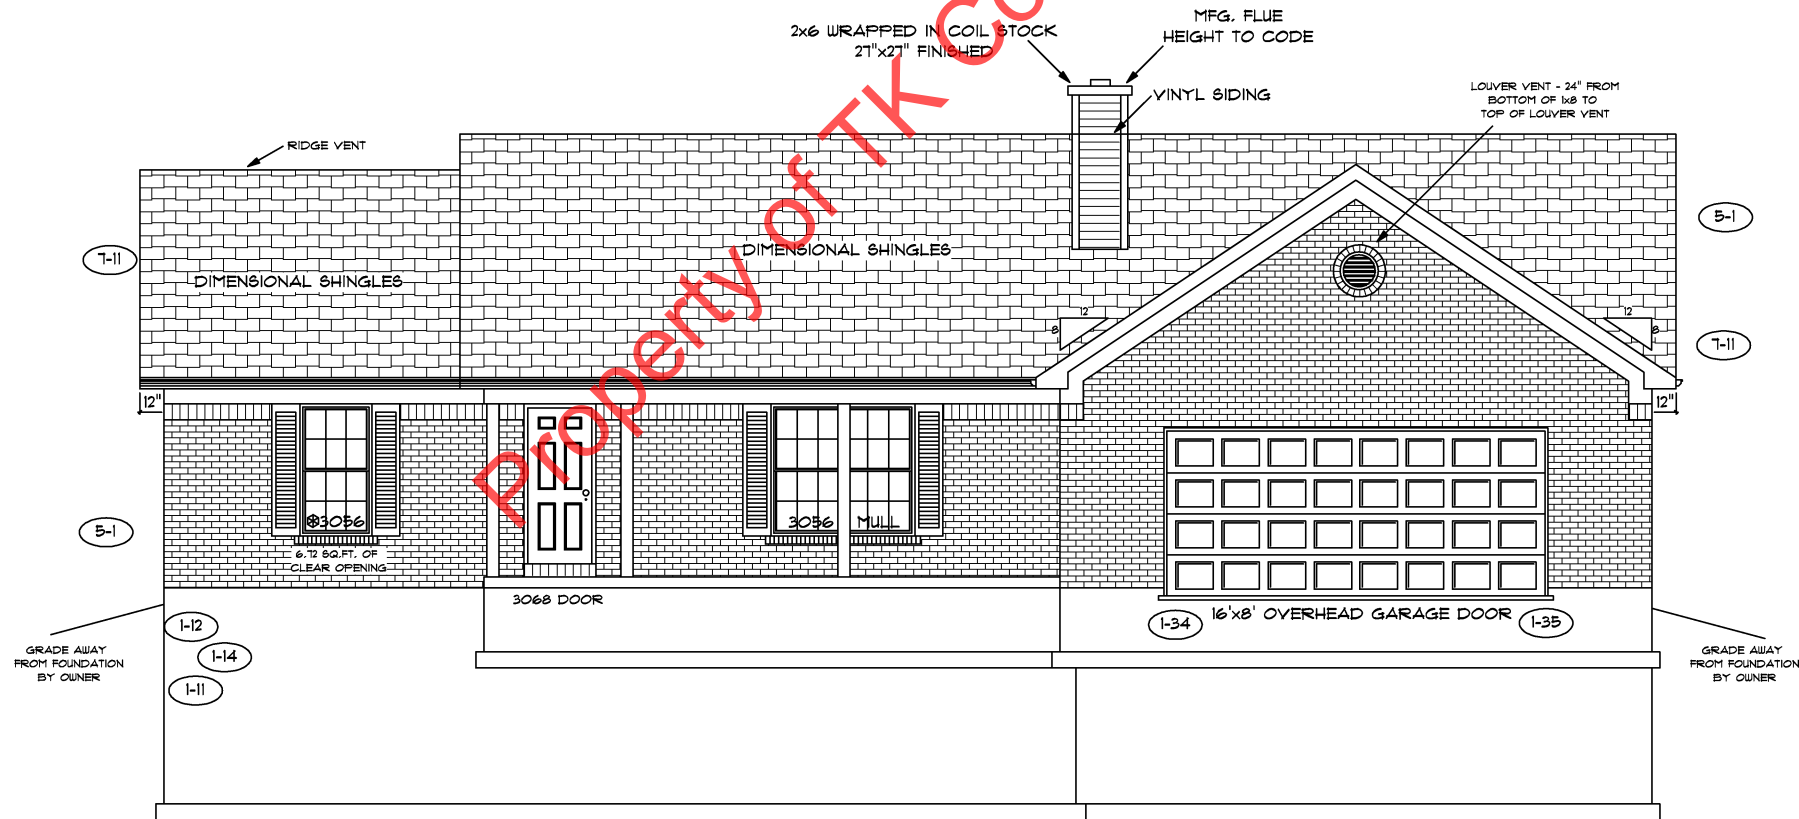 2x6 WRAPPED IN COIL STOCK
27"x27" FINISHED
MFG. FLUE
HEIGHT TO CODE
VINYL SIDING
LOUVER VENT - 24" FROM
BOTTOM OF 1x8 TO
TOP OF LOUVER VENT
RIDGE VENT
5-1
7-11
DIMENSIONAL SHINGLES
DIMENSIONAL SHINGLES
12
8
12
8
7-11
12"
12"
5-1
3056
6.72 SQ.FT. OF
CLEAR OPENING
3056 MULL
3068 DOOR
16'x8' OVERHEAD GARAGE DOOR
1-34
1-35
1-12
1-14
1-11
GRADE AWAY
FROM FOUNDATION
BY OWNER
GRADE AWAY
FROM FOUNDATION
BY OWNER
Property of TK Co